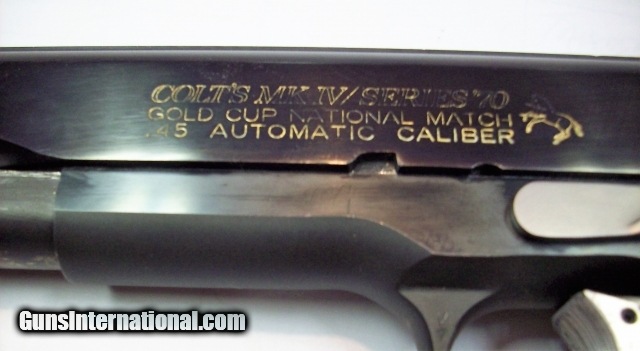 COLT'S MK IV/ SERIES '70
GOLD CUP NATIONAL MATCH
.45 AUTOMATIC CALIBER
GunsInternational.com